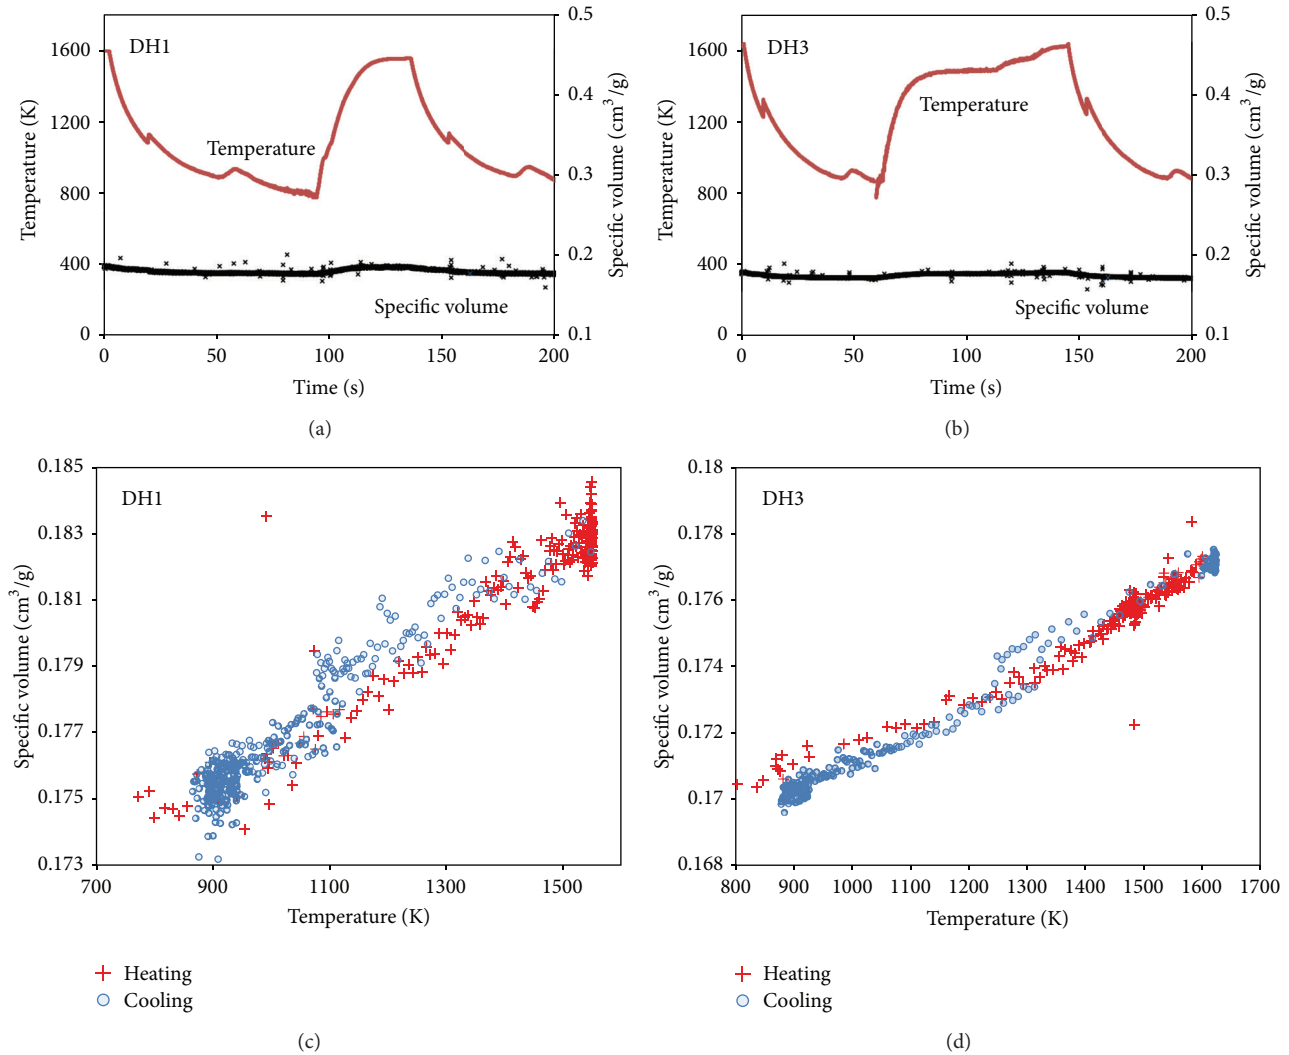 DH1
Temperature (K)
1600
1200
800
400
0
Temperature
Specific volume
0.5
0.4
0.3
0.2
0.1
Specific volume (cm³/g)
0 50 100 150 200
Time (s)
(a)
DH3
Temperature (K)
1600
1200
800
400
0
Temperature
Specific volume
0.5
0.4
0.3
0.2
0.1
Specific volume (cm³/g)
0 50 100 150 200
Time (s)
(b)
DH1
Specific volume (cm³/g)
0.185
0.183
0.181
0.179
0.177
0.175
0.173
700 900 1100 1300 1500
Temperature (K)
Heating
Cooling
(c)
DH3
Specific volume (cm³/g)
0.18
0.178
0.176
0.174
0.172
0.17
0.168
800 900 1000 1100 1200 1300 1400 1500 1600 1700
Temperature (K)
Heating
Cooling
(d)